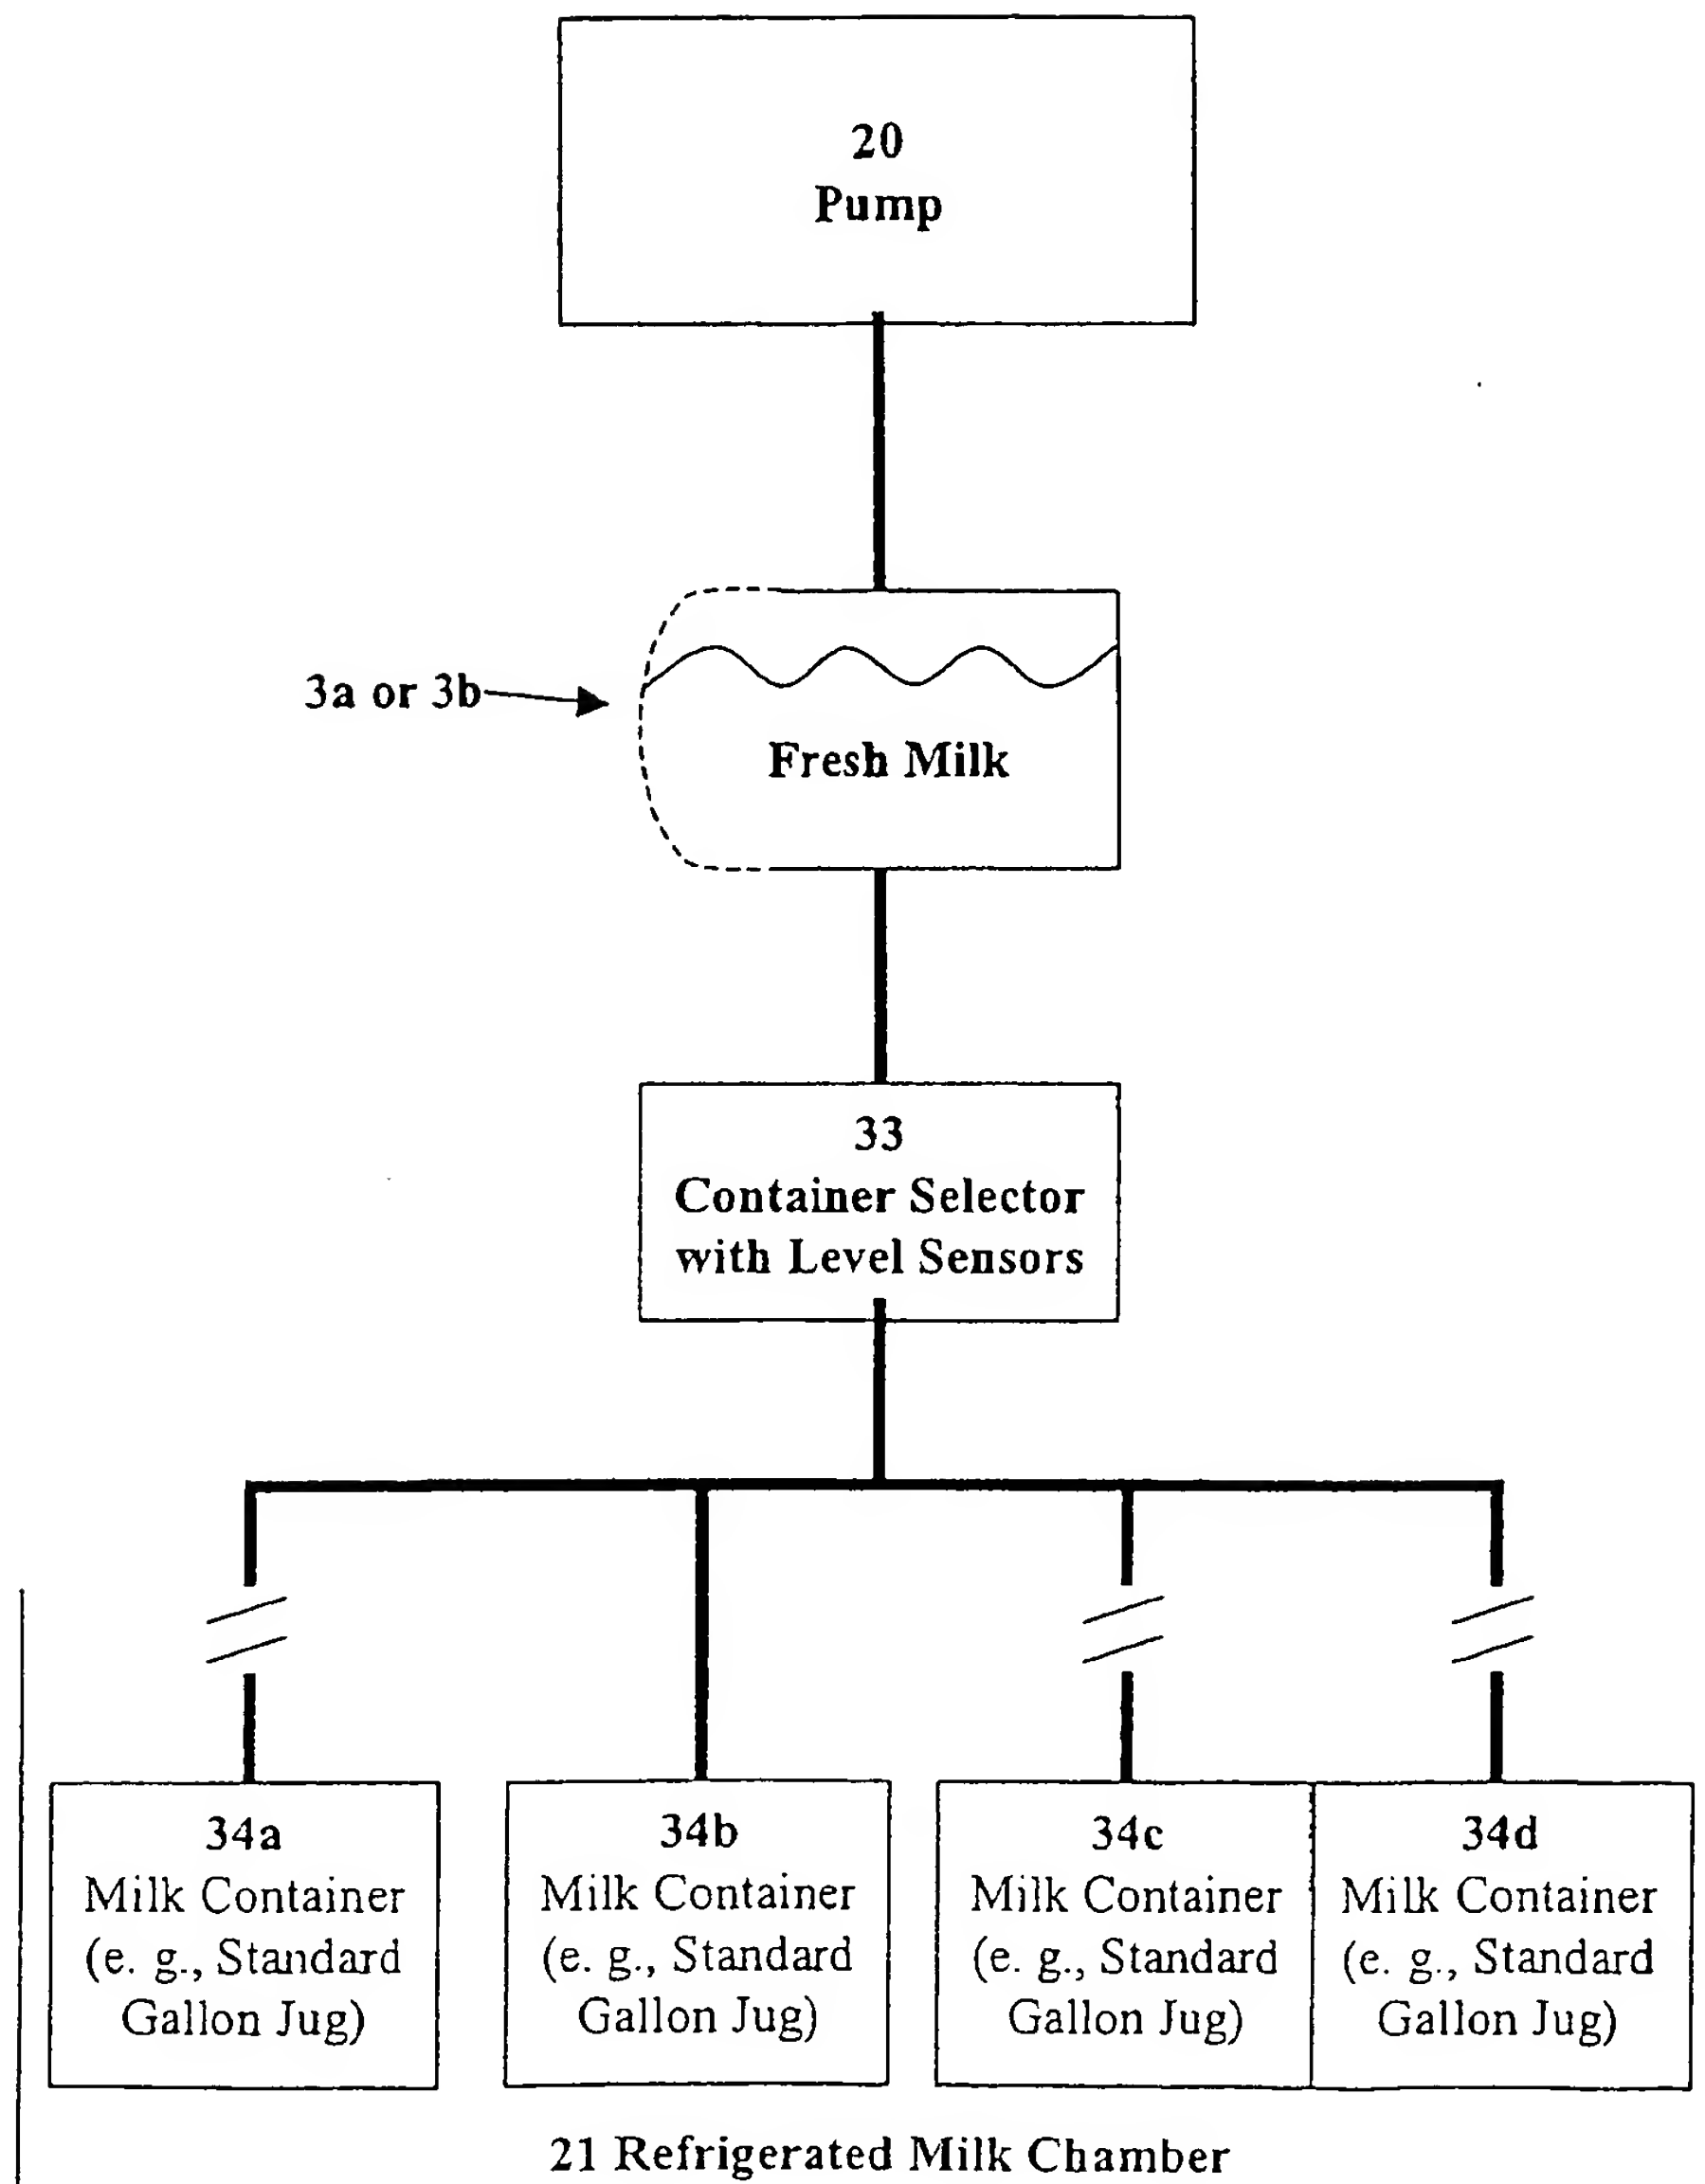 20
Pump
3a or 3b
Fresh Milk
33
Container Selector
with Level Sensors
34a
Milk Container
(e. g., Standard
Gallon Jug)
34b
Milk Container
(e. g., Standard
Gallon Jug)
34c
Milk Container
(e. g., Standard
Gallon Jug)
34d
Milk Container
(e. g., Standard
Gallon Jug)
21 Refrigerated Milk Chamber